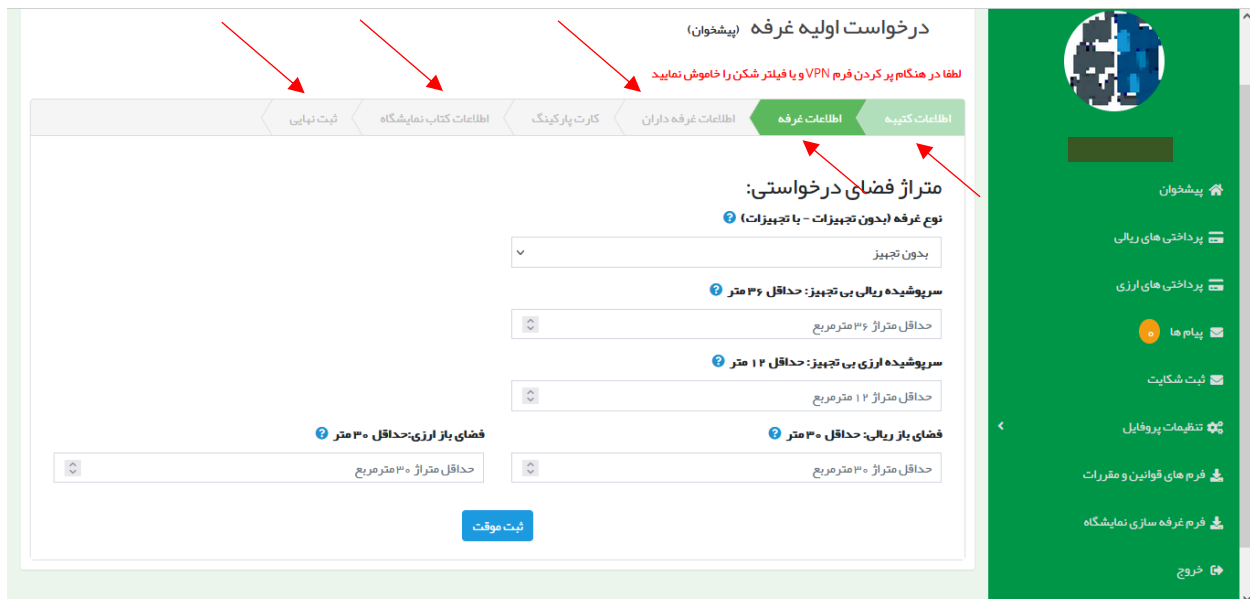 درخواست اولیه غرفه (پیشخوان)
لطفا در هنگام پر کردن فرم VPN و یا فیلتر شکن را خاموش نمایید
اطلاعات کتیبه
اطلاعات غرفه
اطلاعات غرفه داران
کارت پارکینگ
اطلاعات کتاب نمایشگاه
ثبت نهایی
متراژ فضای درخواستی:
نوع غرفه (بدون تجهیزات - با تجهیزات)
بدون تجهیز
سرپوشیده ریالی بی تجهیز: حداقل ۳۶ متر
حداقل متراژ ۳۶ مترمربع
سرپوشیده ارزی بی تجهیز: حداقل ۱۲ متر
حداقل متراژ ۱۲ مترمربع
فضای باز ریالی: حداقل ۳۰ متر
حداقل متراژ ۳۰ مترمربع
فضای باز ارزی:حداقل ۳۰ متر
حداقل متراژ ۳۰ مترمربع
ثبت موقت
پیشخوان
پرداختی های ریالی
پرداختی های ارزی
پیام ها ۰
ثبت شکایت
تنظیمات پروفایل
فرم های قوانین و مقررات
فرم غرفه سازی نمایشگاه
خروج